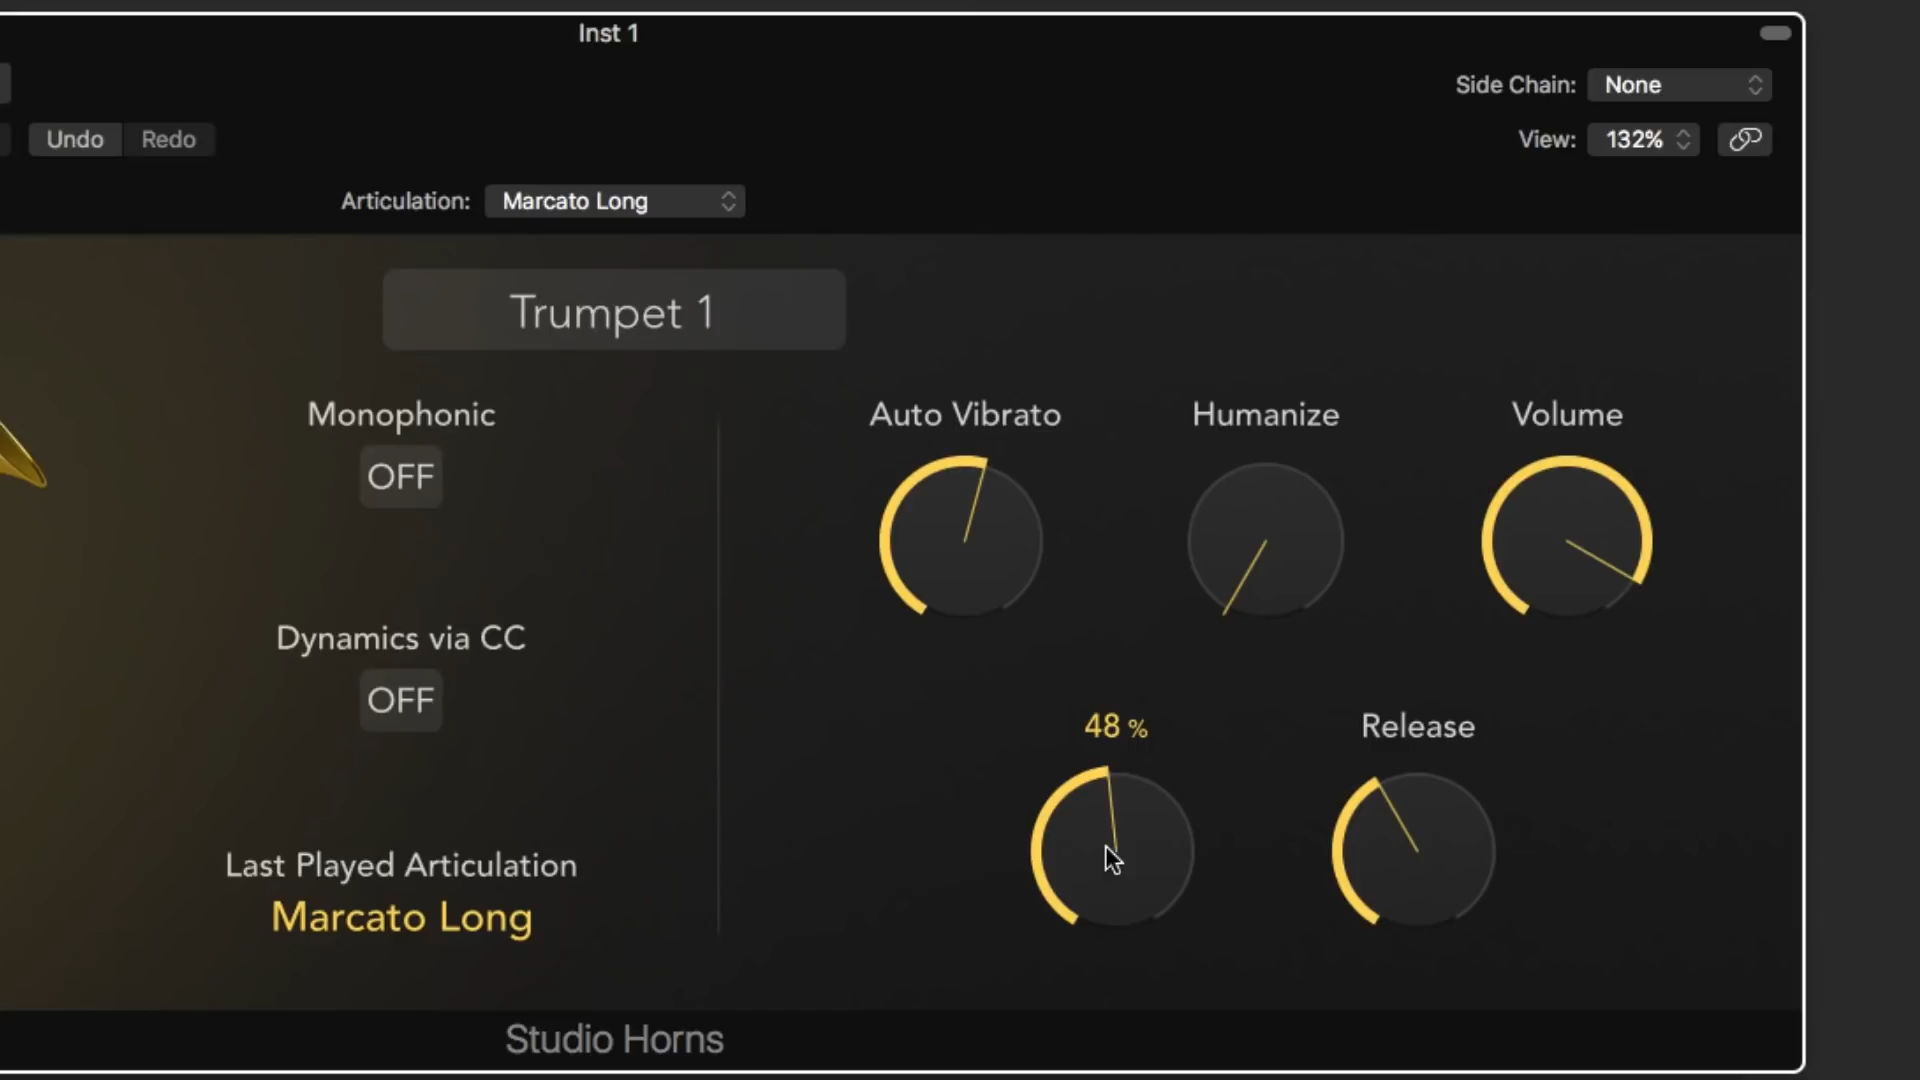 Inst 1
Side Chain: None
Undo Redo
View: 132%
Articulation: Marcato Long
Trumpet 1
Monophonic
OFF
Auto Vibrato
Humanize
Volume
Dynamics via CC
OFF
48 %
Release
Last Played Articulation
Marcato Long
Studio Horns